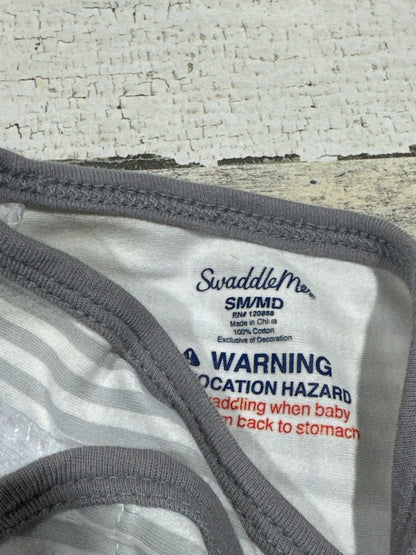 SwaddleMe
SM/MD
P.N# 120868
Made in China
100% Cotton
Exclusive of Decoration
WARNING
OCATION HAZARD
addling when baby
n back to stomach